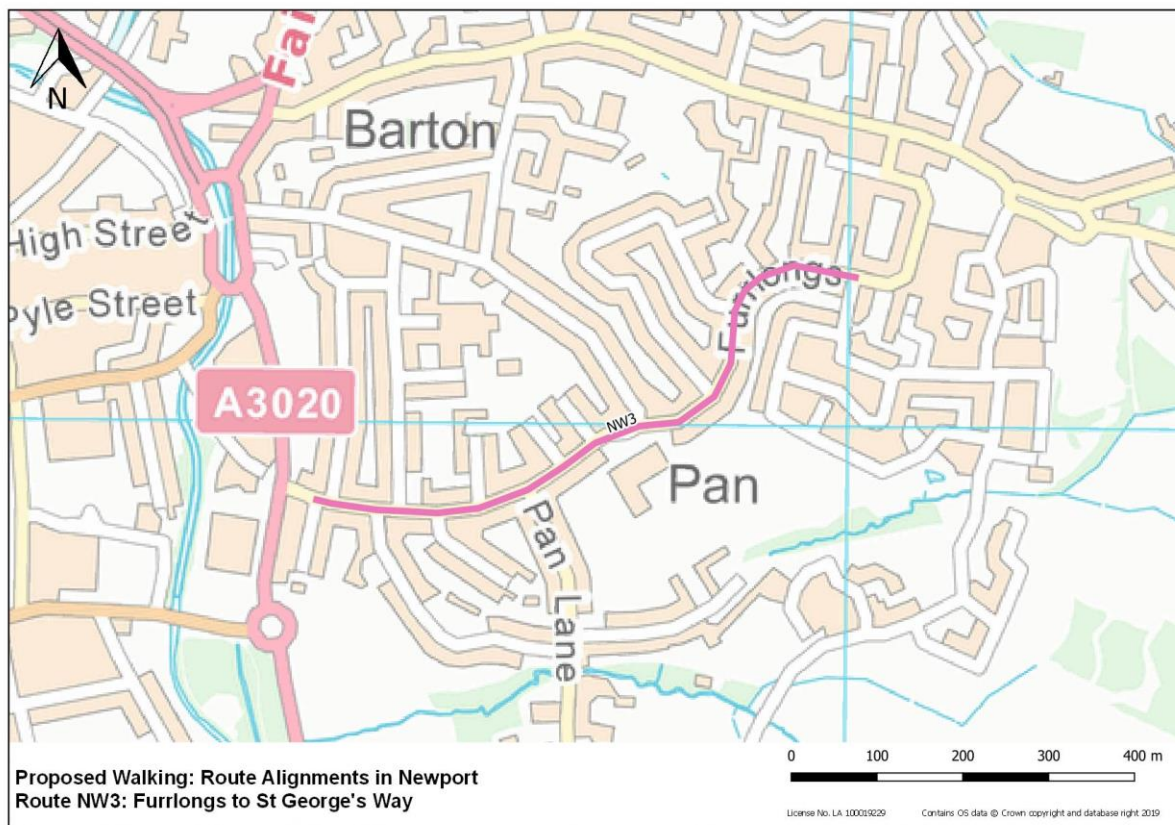 N
Fai
Barton
High Street
Pyle Street
Furlongs
A3020
NW3
Pan
Pan Lane
Proposed Walking: Route Alignments in Newport
Route NW3: Furrlongs to St George's Way
0 100 200 300 400 m
License No. LA 100019229 Contains OS data @ Crown copyright and database right 2019